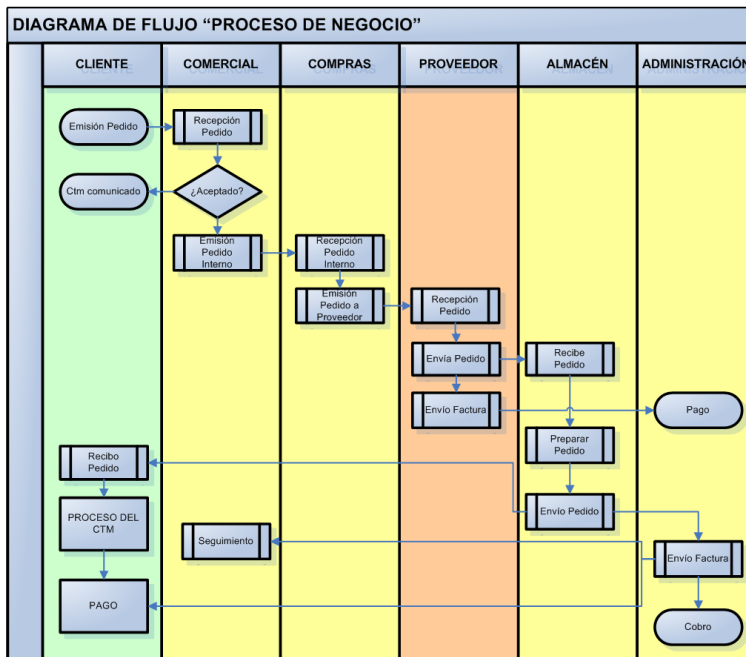 DIAGRAMA DE FLUJO “PROCESO DE NEGOCIO”
CLIENTE
COMERCIAL
COMPRAS
PROVEEDOR
ALMACÉN
ADMINISTRACIÓN
Emisión Pedido
Recepción
Pedido
Ctm comunicado
¿Aceptado?
Emisión
Pedido
Interno
Recepción
Pedido
Interno
Emisión
Pedido a
Proveedor
Recepción
Pedido
Envía Pedido
Recibe
Pedido
Envío Factura
Pago
Preparar
Pedido
Recibo
Pedido
Envío Pedido
PROCESO DEL
CTM
Seguimiento
Envío Factura
PAGO
Cobro